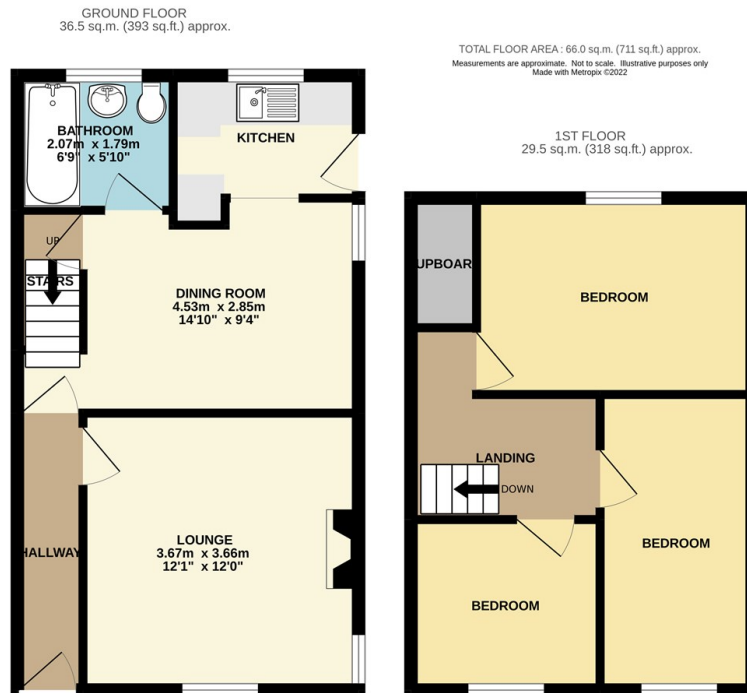 GROUND FLOOR
36.5 sq.m. (393 sq.ft.) approx.
TOTAL FLOOR AREA : 66.0 sq.m. (711 sq.ft.) approx.
Measurements are approximate. Not to scale. Illustrative purposes only
Made with Metropix ©2022
1ST FLOOR
29.5 sq.m. (318 sq.ft.) approx.
BATHROOM
2.07m x 1.79m
6'9" x 5'10"
KITCHEN
UP
STAIRS
DINING ROOM
4.53m x 2.85m
14'10" x 9'4"
LOUNGE
3.67m x 3.66m
12'1" x 12'0"
HALLWAY
UPBOAR
BEDROOM
LANDING
DOWN
BEDROOM
BEDROOM